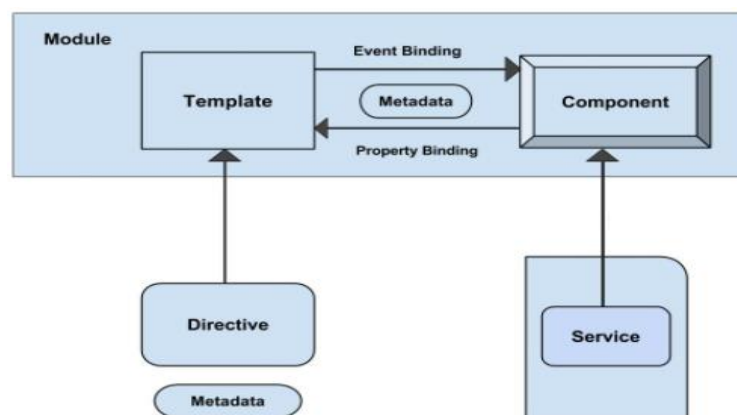 Module
Event Binding
Template
Metadata
Component
Property Binding
Directive
Service
Metadata